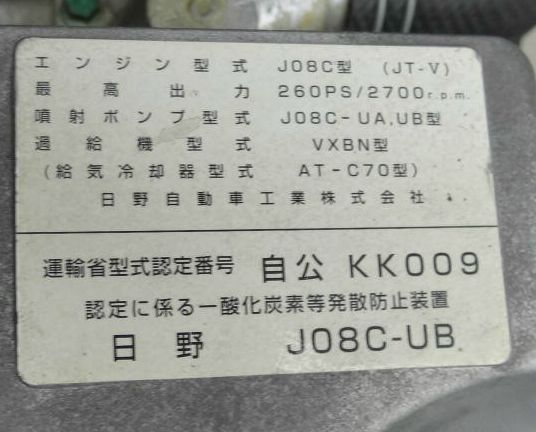 エンジン型式 J08C型 (JT-V)
最高出力 260PS/2700r.p.m.
噴射ポンプ型式 J08C-UA,UB型
過給機型式 VXBN型
(給気冷却器型式 AT-C70型)
日野自動車工業株式会社
運輸省型式認定番号 自公 KK009
認定に係る一酸化炭素等発散防止装置
日野 J08C-UB